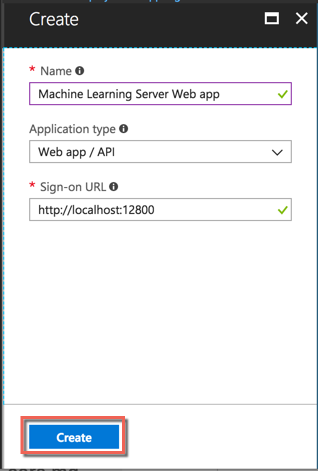 Create
* Name
Machine Learning Server Web app
Application type
Web app / API
* Sign-on URL
http://localhost:12800
Create